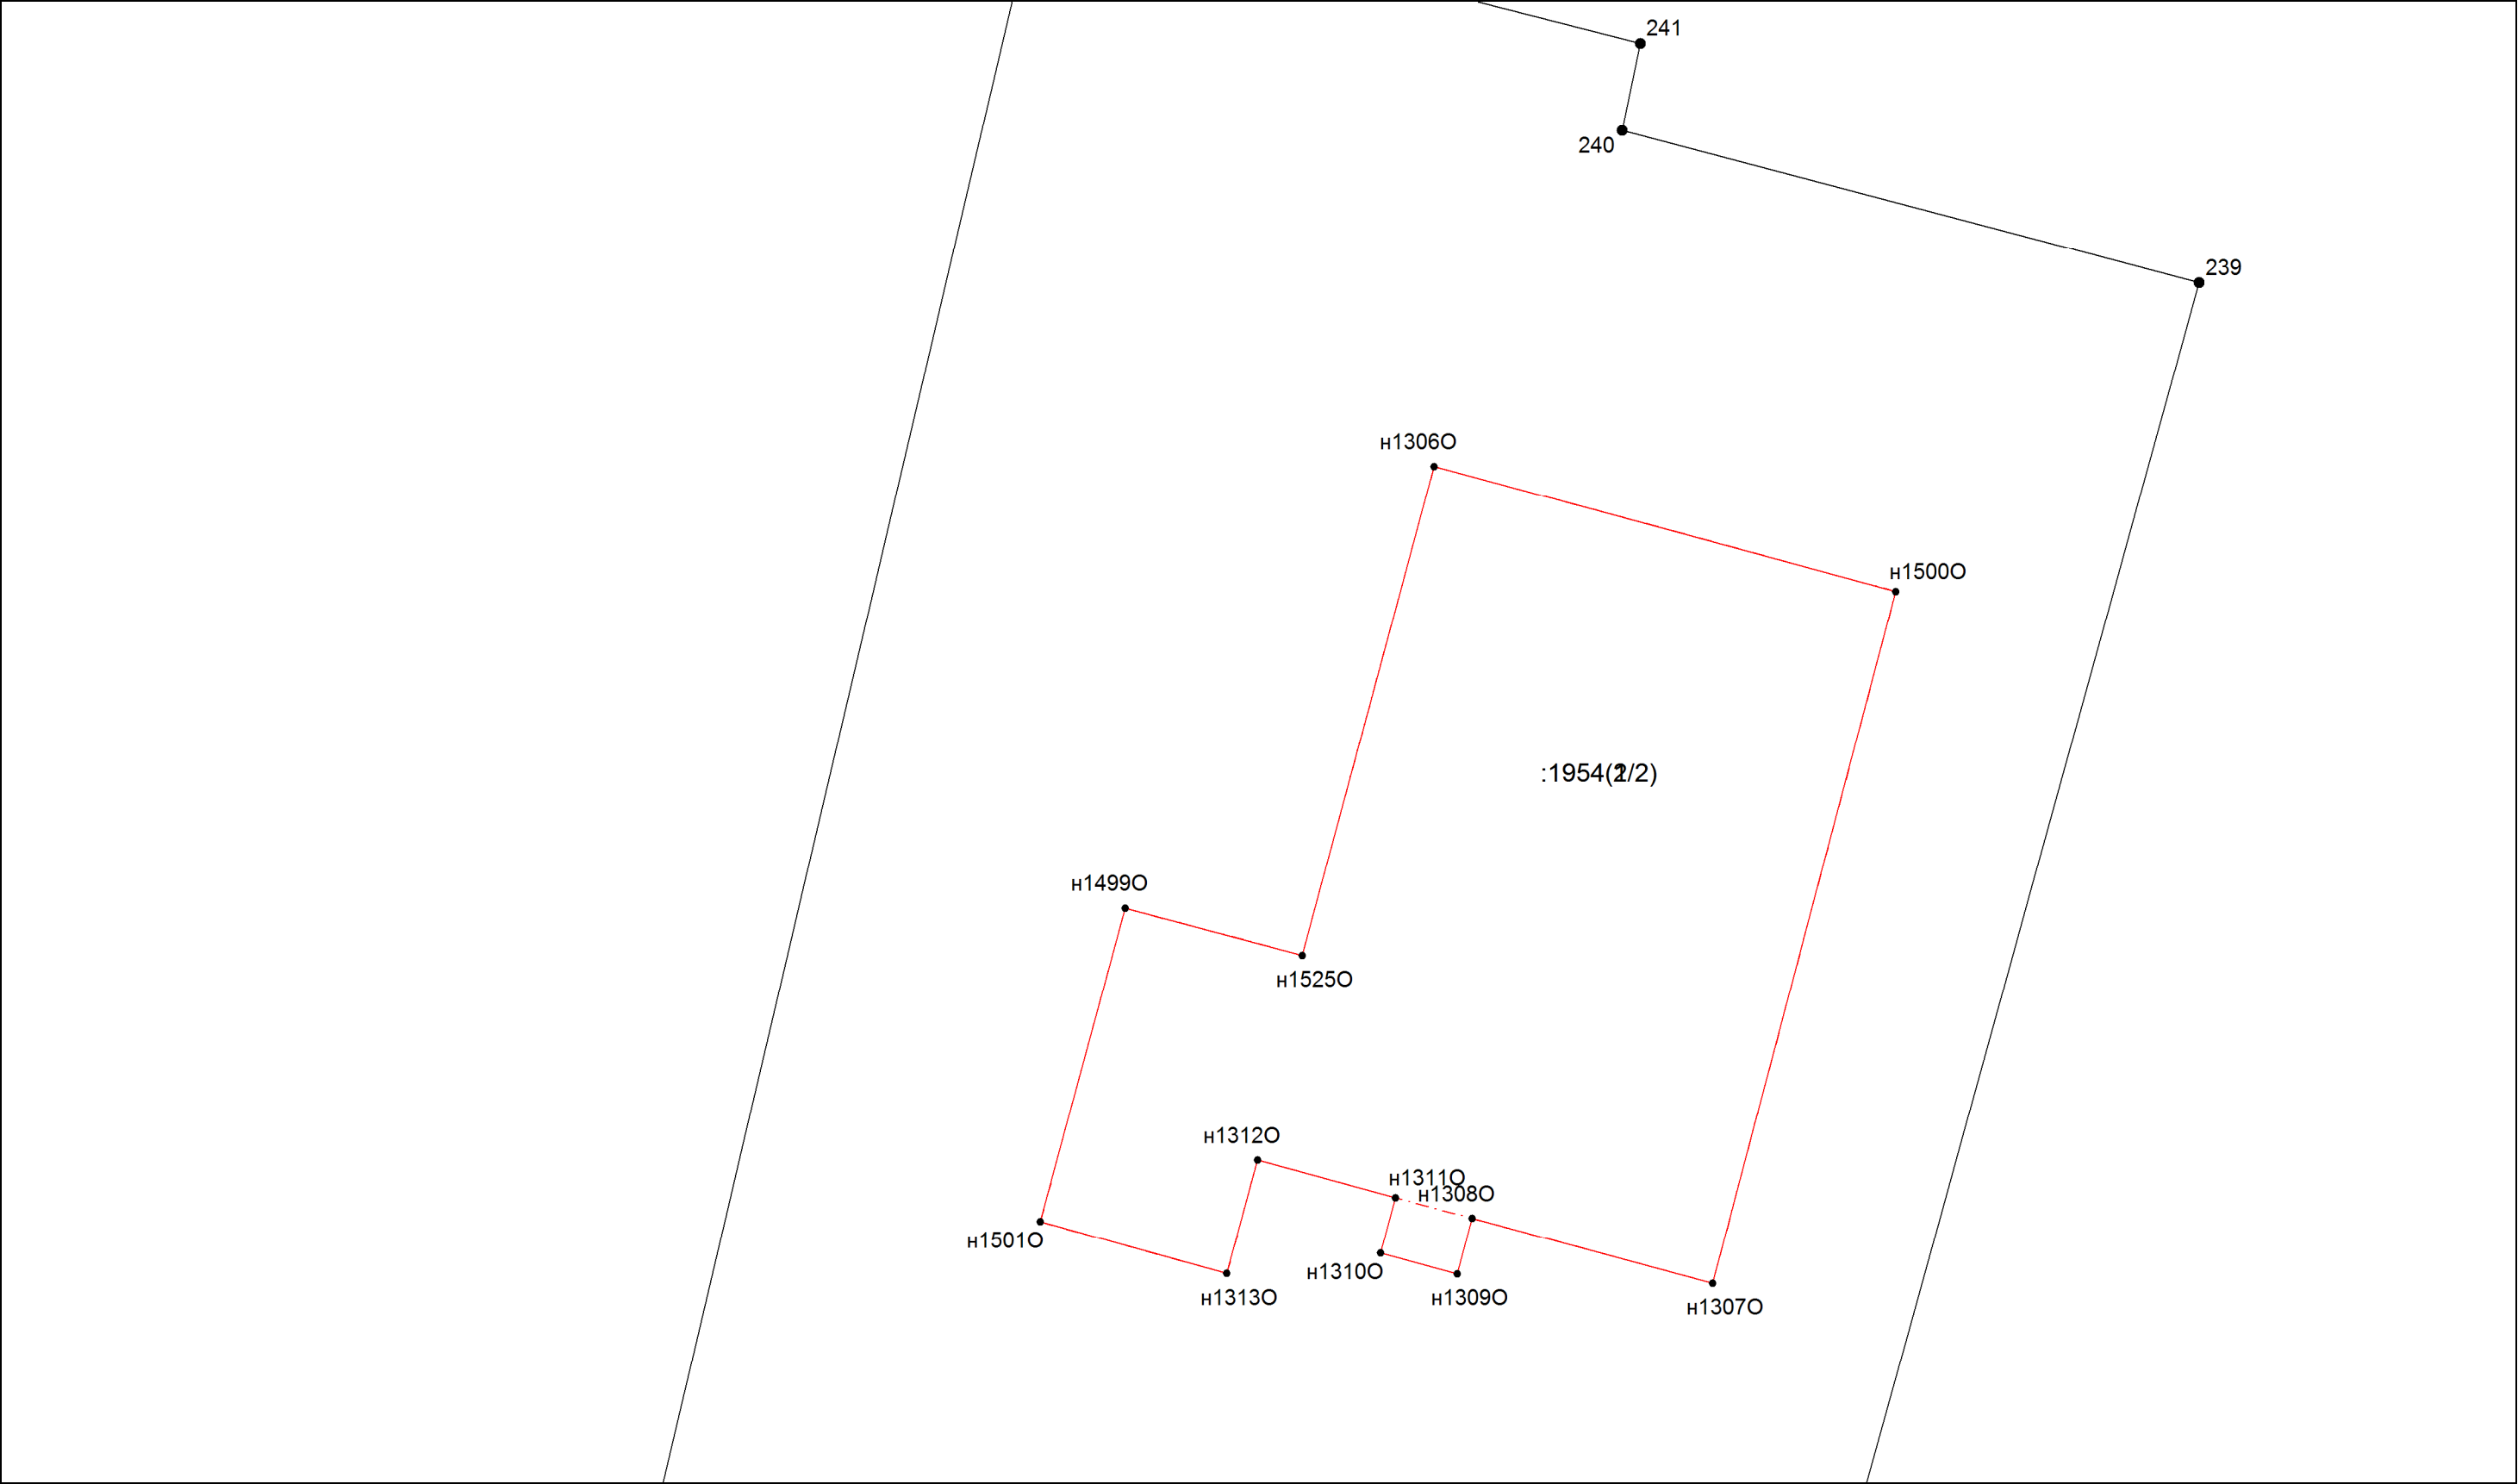 241
240
239
н1306О
н1500О
:1954(2/2)
н1499О
н1525О
н1312О
н1311О
н1308О
н1501О
н1310О
н1313О
н1309О
н1307О